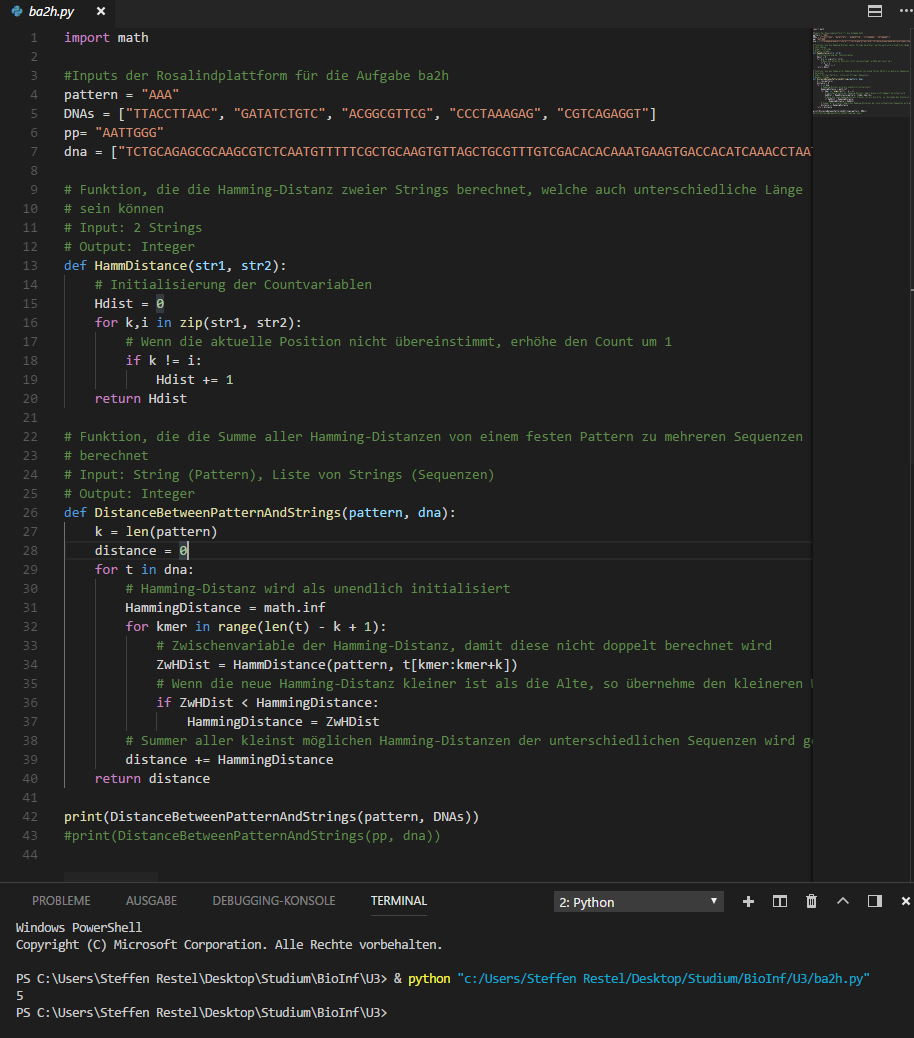 ba2h.py ×
1 import math
2
3 #Inputs der Rosalindplattform für die Aufgabe ba2h
4 pattern = "AAA"
5 DNAs = ["TTACCTTAAC", "GATATCTGTC", "ACGGCGTTCG", "CCCTAAAGAG", "CGTCAGAGGT"]
6 pp= "AATTGGG"
7 dna = ["TCTGCAGAGCGCAAGCGTCTCAATGTTTTTCGCTGCAAGTGTTAGCTGCGTTTGTCGACACACAAATGAAGTGACCACATCAAACCTAAT
8
9 # Funktion, die die Hamming-Distanz zweier Strings berechnet, welche auch unterschiedliche Länge
10 # sein können
11 # Input: 2 Strings
12 # Output: Integer
13 def HammDistance(str1, str2):
14 # Initialisierung der Countvariablen
15 Hdist = 0
16 for k,i in zip(str1, str2):
17 # Wenn die aktuelle Position nicht übereinstimmt, erhöhe den Count um 1
18 if k != i:
19 Hdist += 1
20 return Hdist
21
22 # Funktion, die die Summe aller Hamming-Distanzen von einem festen Pattern zu mehreren Sequenzen
23 # berechnet
24 # Input: String (Pattern), Liste von Strings (Sequenzen)
25 # Output: Integer
26 def DistanceBetweenPatternAndStrings(pattern, dna):
27 k = len(pattern)
28 distance = 0
29 for t in dna:
30 # Hamming-Distanz wird als unendlich initialisiert
31 HammingDistance = math.inf
32 for kmer in range(len(t) - k + 1):
33 # Zwischenvariable der Hamming-Distanz, damit diese nicht doppelt berechnet wird
34 ZwHDist = HammDistance(pattern, t[kmer:kmer+k])
35 # Wenn die neue Hamming-Distanz kleiner ist als die Alte, so übernehme den kleineren
36 if ZwHDist < HammingDistance:
37 HammingDistance = ZwHDist
38 # Summer aller kleinst möglichen Hamming-Distanzen der unterschiedlichen Sequenzen wird
39 distance += HammingDistance
40 return distance
41
42 print(DistanceBetweenPatternAndStrings(pattern, DNAs))
43 #print(DistanceBetweenPatternAndStrings(pp, dna))
44
PROBLEME AUSGABE DEBUGGING-KONSOLE TERMINAL 2: Python
Windows PowerShell
Copyright (C) Microsoft Corporation. Alle Rechte vorbehalten.
PS C:\Users\Steffen Restel\Desktop\Studium\BioInf\U3> & python "c:/Users/Steffen Restel/Desktop/Studium/BioInf/U3/ba2h.py"
5
PS C:\Users\Steffen Restel\Desktop\Studium\BioInf\U3>